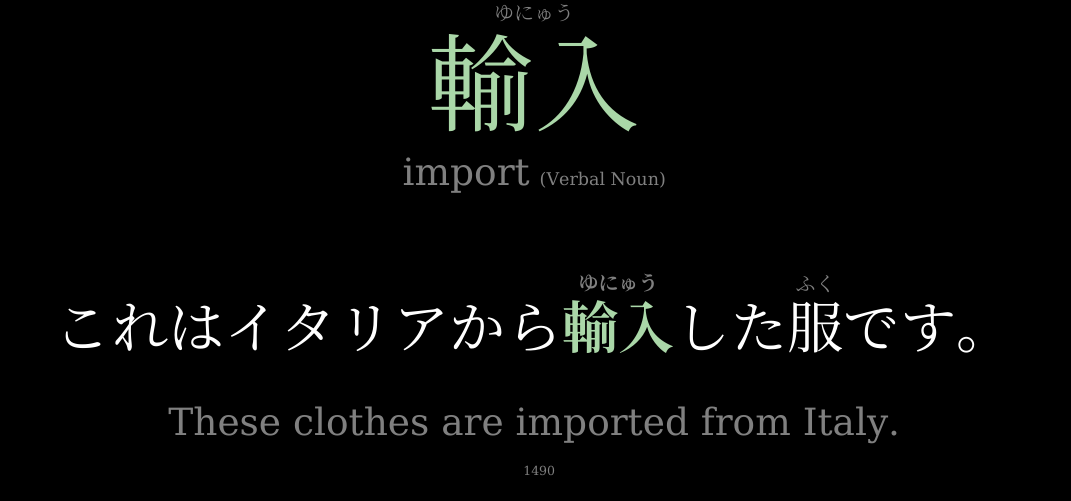 ゆにゅう
輸入
import (Verbal Noun)
ゆにゅう ふく
これはイタリアから輸入した服です。
These clothes are imported from Italy.
1490